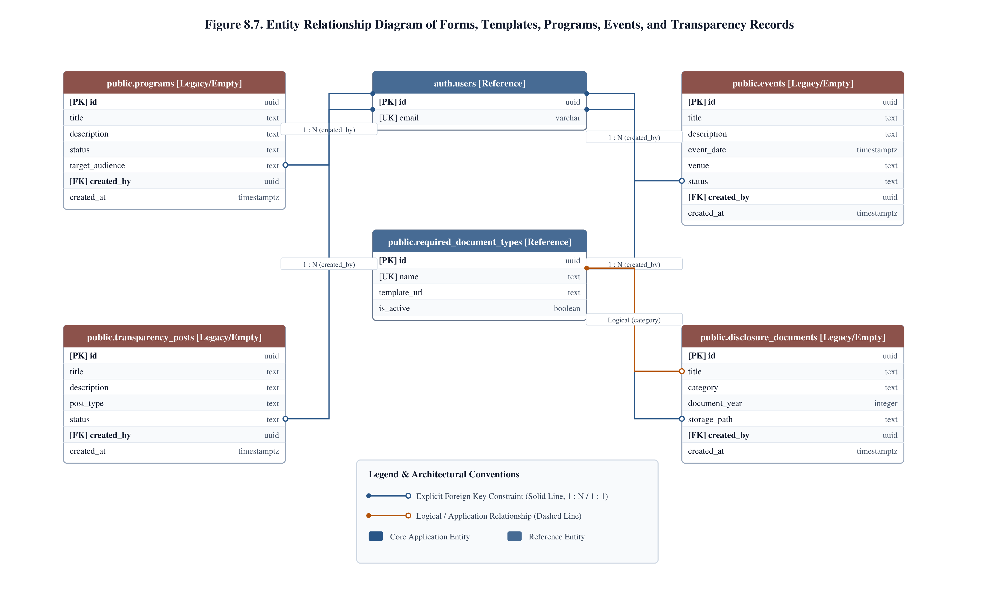 Figure 8.7. Entity Relationship Diagram of Forms, Templates, Programs, Events, and Transparency Records
public.programs [Legacy/Empty]
[PK] id uuid
title text
description text
status text
target_audience text
[FK] created_by uuid
created_at timestamptz
auth.users [Reference]
[PK] id uuid
[UK] email varchar
public.events [Legacy/Empty]
[PK] id uuid
title text
description text
event_date timestamptz
venue text
status text
[FK] created_by uuid
created_at timestamptz
1 : N (created_by)
1 : N (created_by)
public.required_document_types [Reference]
[PK] id uuid
[UK] name text
template_url text
is_active boolean
1 : N (created_by)
1 : N (created_by)
Logical (category)
public.transparency_posts [Legacy/Empty]
[PK] id uuid
title text
description text
post_type text
status text
[FK] created_by uuid
created_at timestamptz
public.disclosure_documents [Legacy/Empty]
[PK] id uuid
title text
category text
document_year integer
storage_path text
[FK] created_by uuid
created_at timestamptz
Legend & Architectural Conventions
Explicit Foreign Key Constraint (Solid Line, 1 : N / 1 : 1)
Logical / Application Relationship (Dashed Line)
Core Application Entity
Reference Entity